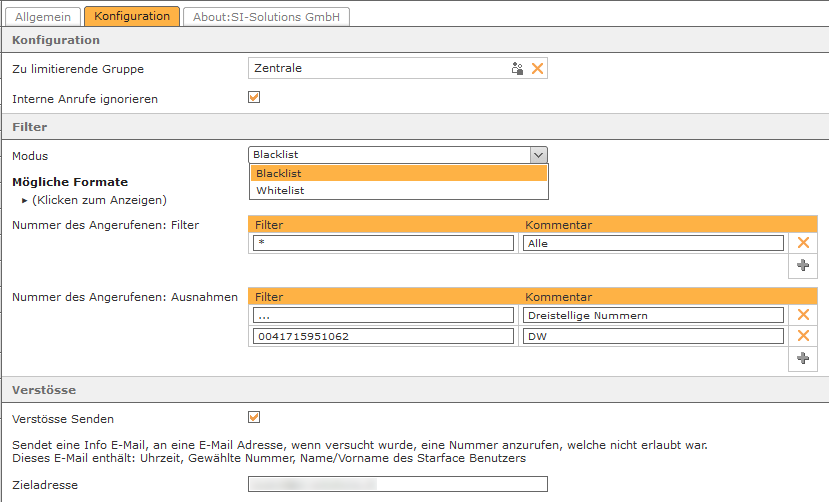 Allgemein Konfiguration About:SI-Solutions GmbH
Konfiguration
Zu limitierende Gruppe Zentrale
Interne Anrufe ignorieren
Filter
Modus Blacklist
Blacklist
Mögliche Formate
Whitelist
(Klicken zum Anzeigen)
Nummer des Angerufenen: Filter Filter Kommentar
* Alle
Nummer des Angerufenen: Ausnahmen Filter Kommentar
... Dreistellige Nummern
0041715951062 DW
Verstösse
Verstösse Senden
Sendet eine Info E-Mail, an eine E-Mail Adresse, wenn versucht wurde, eine Nummer anzurufen, welche nicht erlaubt war.
Dieses E-Mail enthält: Uhrzeit, Gewählte Nummer, Name/Vorname des Starface Benutzers
Zieladresse